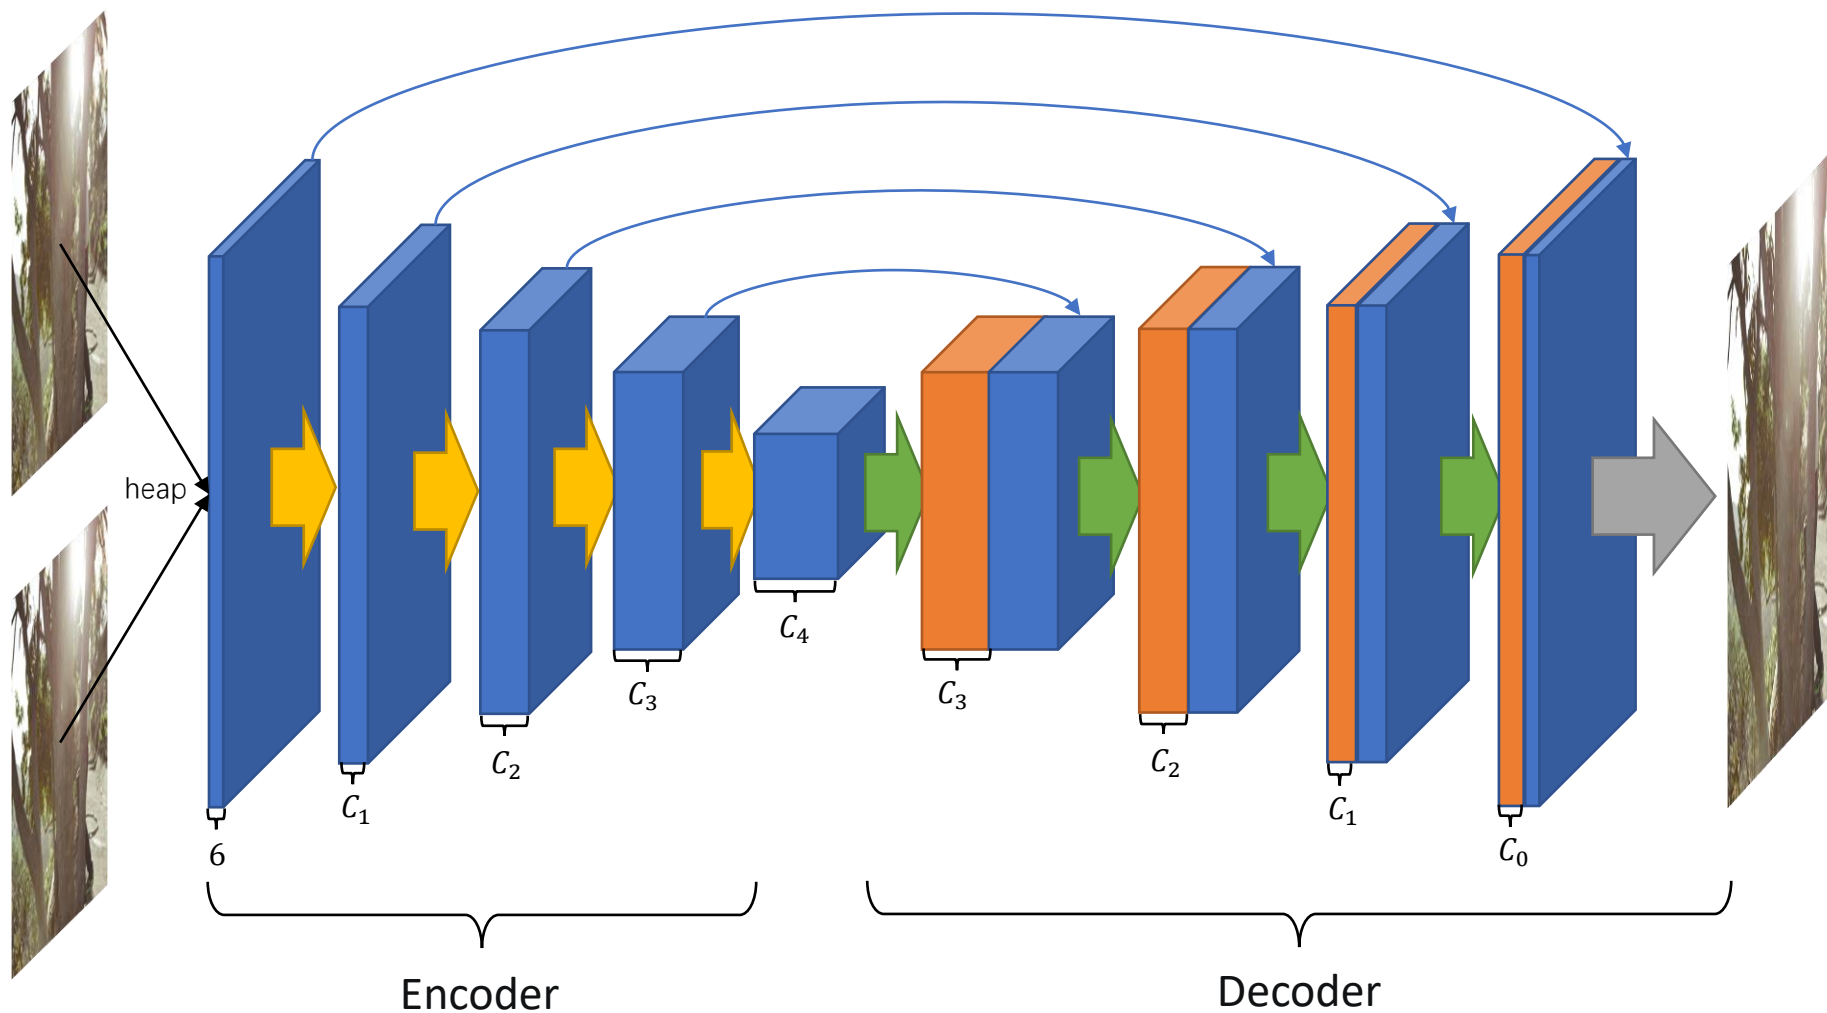 heap
6
C₁
C₂
C₃
C₄
C₃
C₂
C₁
C₀
Encoder
Decoder